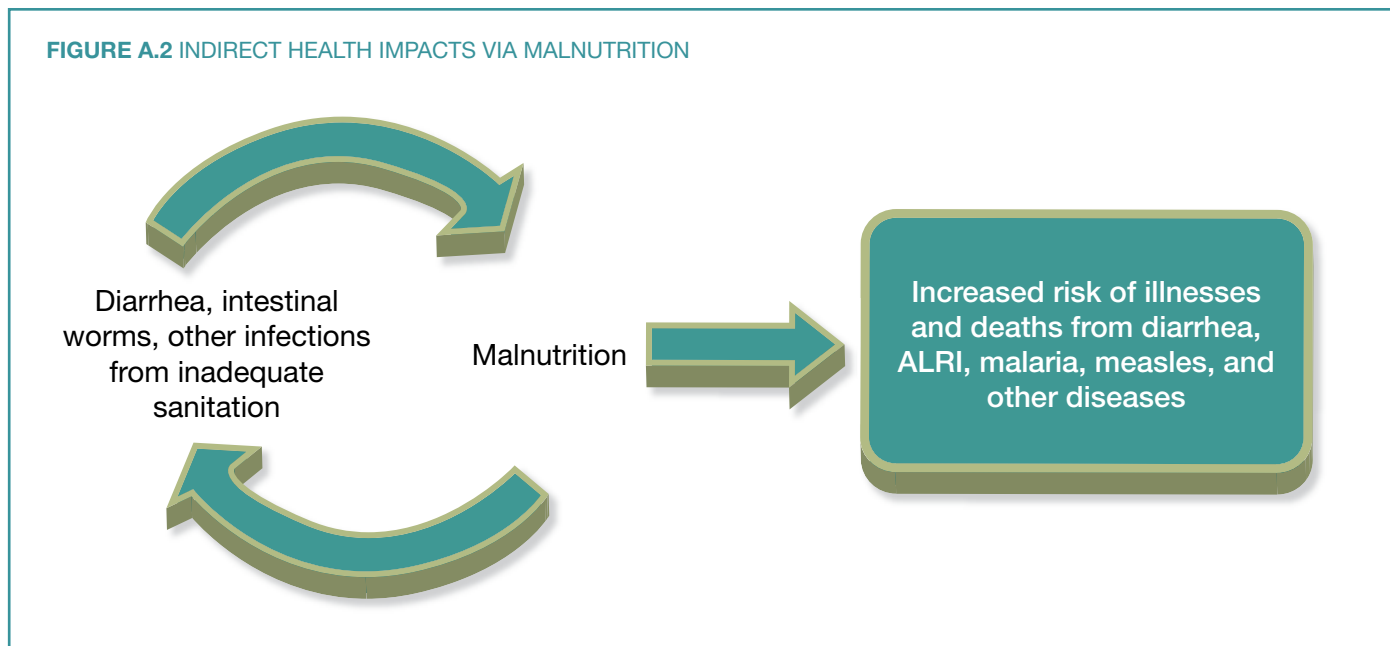 FIGURE A.2 INDIRECT HEALTH IMPACTS VIA MALNUTRITION
Diarrhea, intestinal
worms, other infections
from inadequate
sanitation
Malnutrition
Increased risk of illnesses
and deaths from diarrhea,
ALRI, malaria, measles, and
other diseases